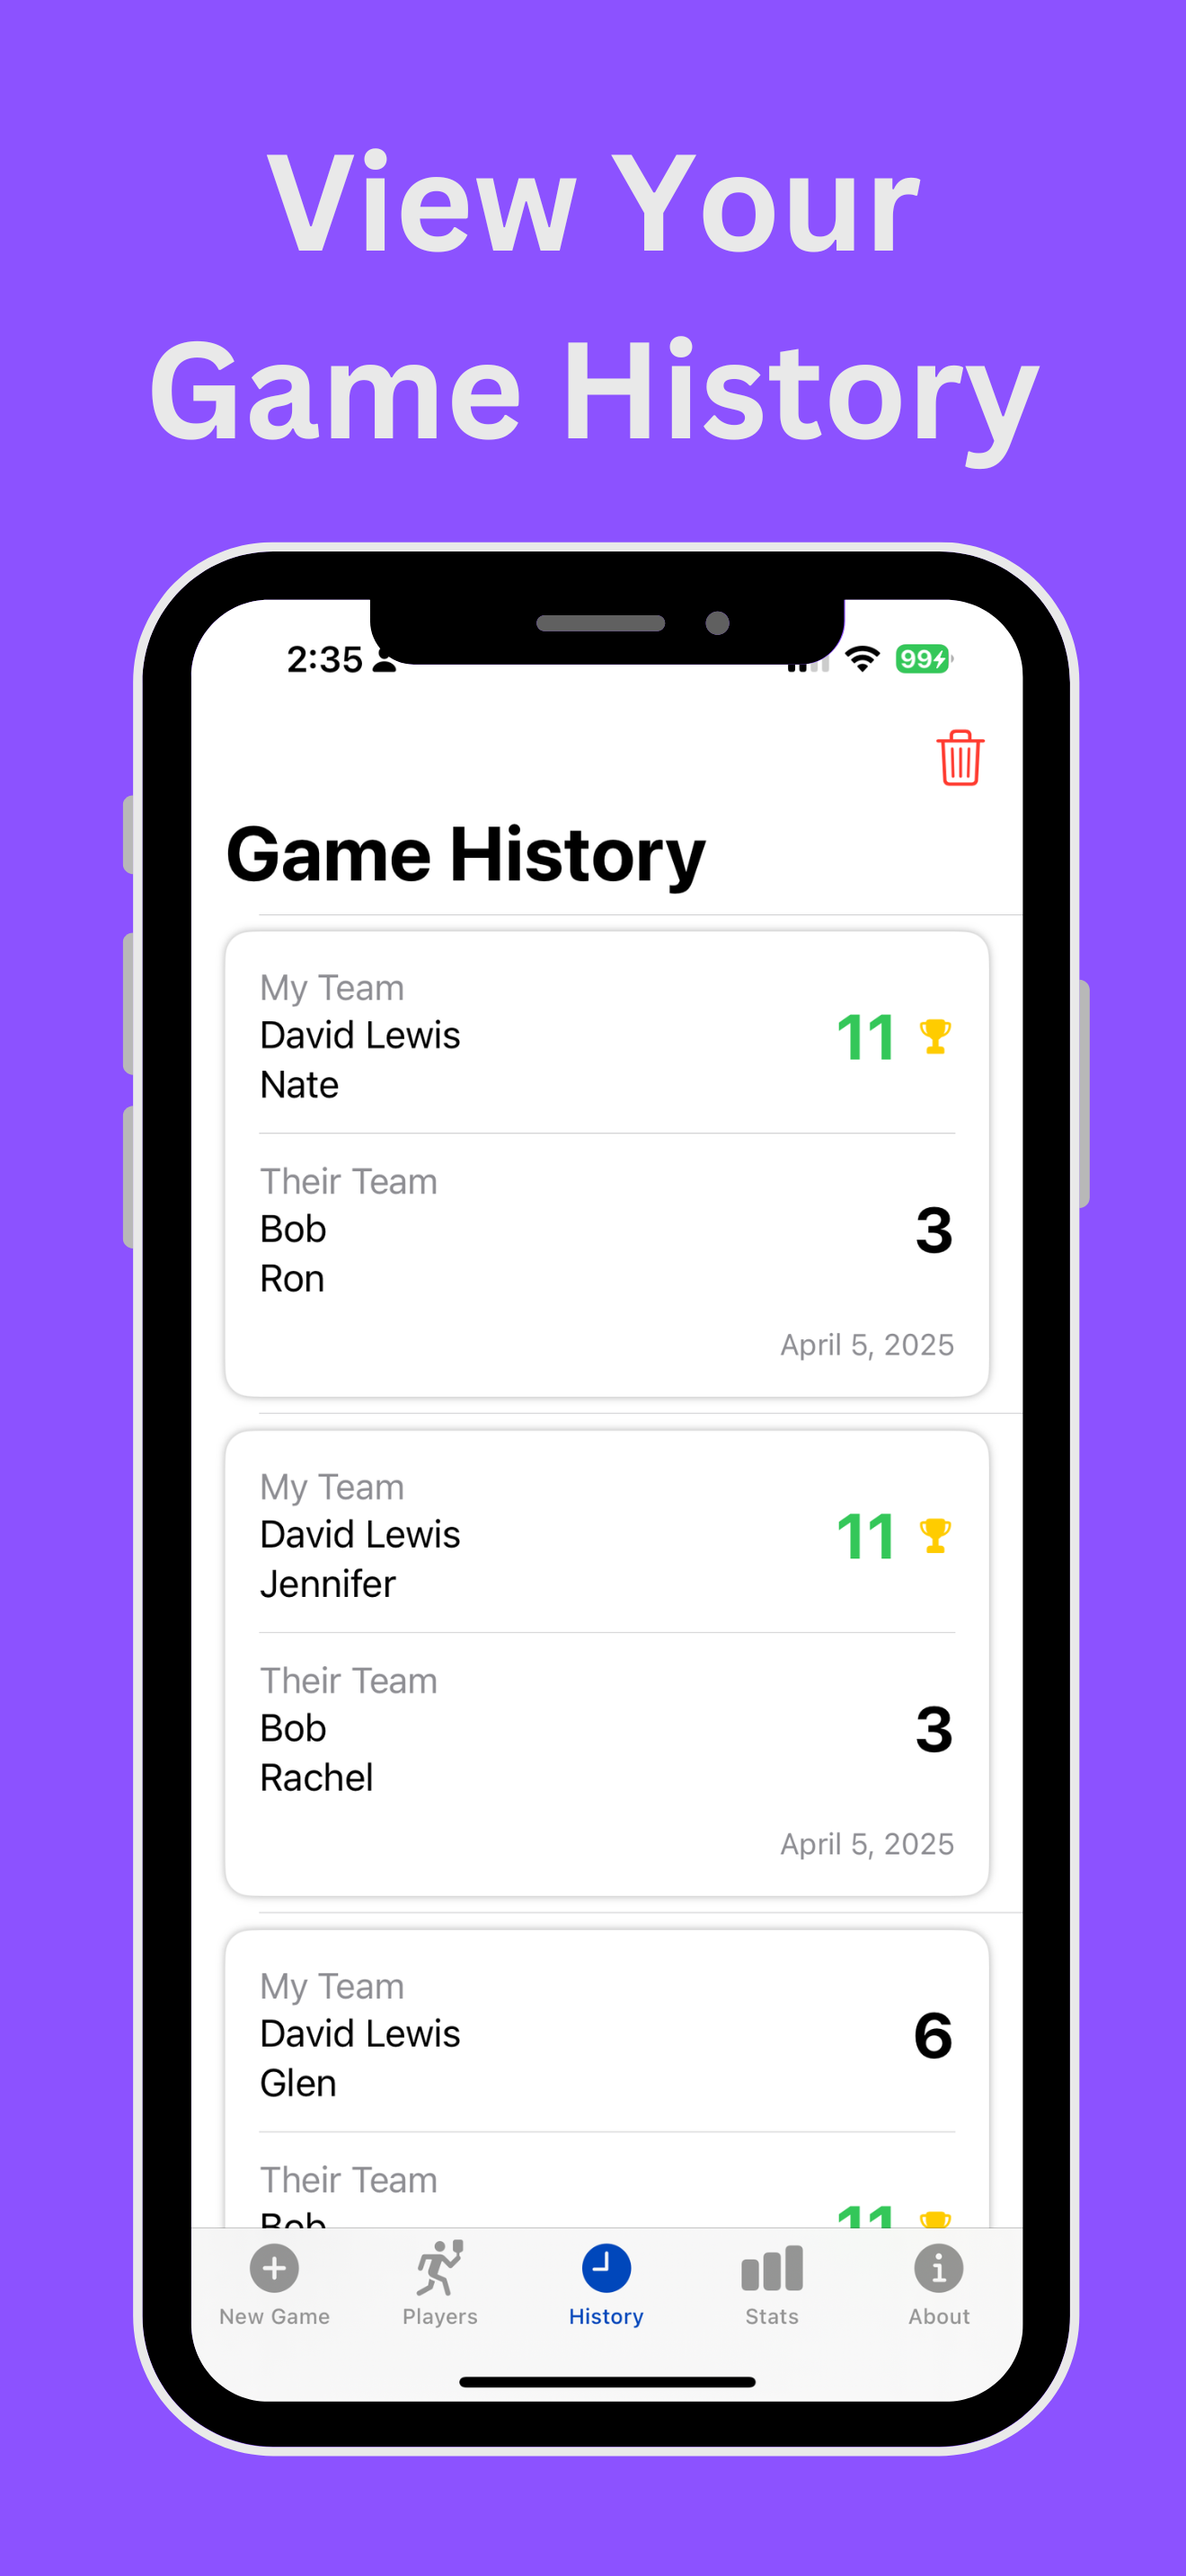 View Your
Game History
2:35
99
Game History
My Team
David Lewis
11
Nate
Their Team
Bob
3
Ron
April 5, 2025
My Team
David Lewis
11
Jennifer
Their Team
Bob
3
Rachel
April 5, 2025
My Team
David Lewis
6
Glen
Their Team
Bob
11
New Game
Players
History
Stats
About